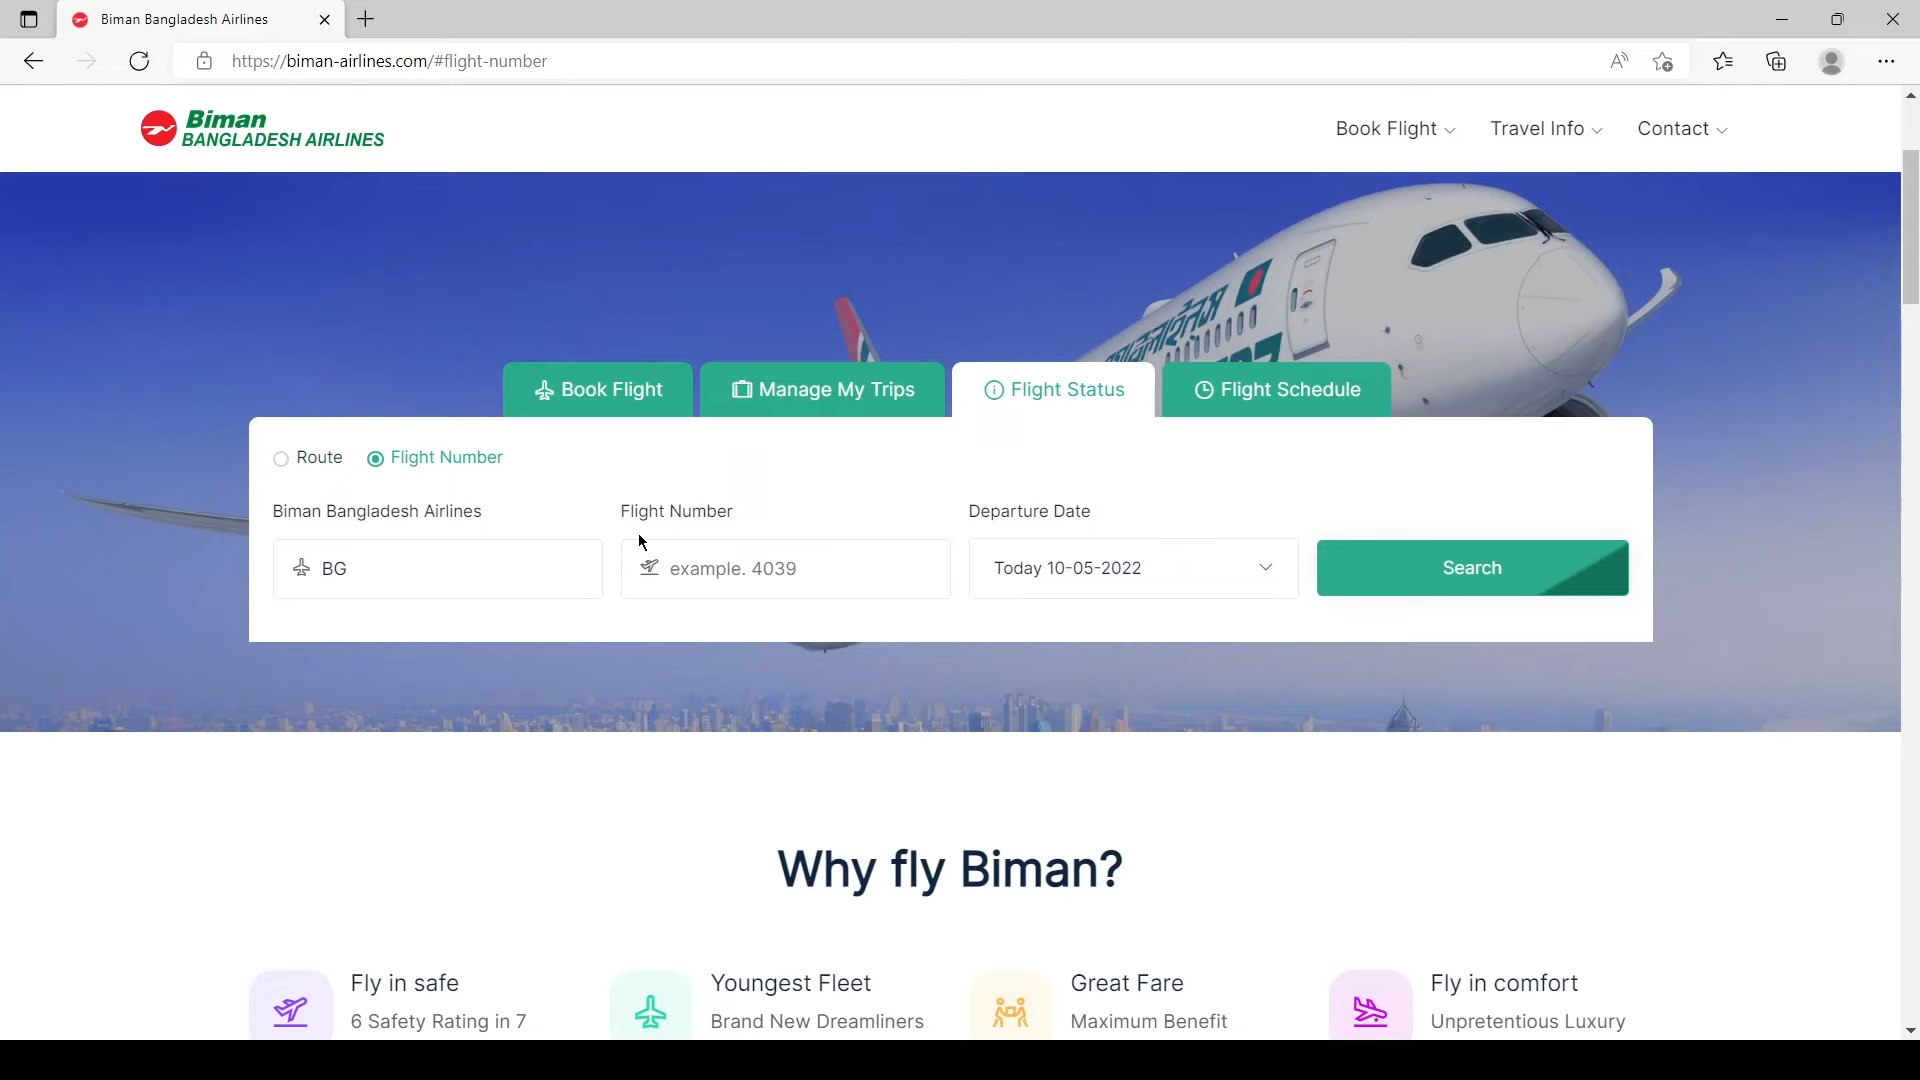 Biman Bangladesh Airlines
https://biman-airlines.com/#flight-number
Biman
BANGLADESH AIRLINES
Book Flight
Travel Info
Contact
Book Flight
Manage My Trips
Flight Status
Flight Schedule
Route
Flight Number
Biman Bangladesh Airlines
Flight Number
Departure Date
BG
example. 4039
Today 10-05-2022
Search
Why fly Biman?
Fly in safe
6 Safety Rating in 7
Youngest Fleet
Brand New Dreamliners
Great Fare
Maximum Benefit
Fly in comfort
Unpretentious Luxury